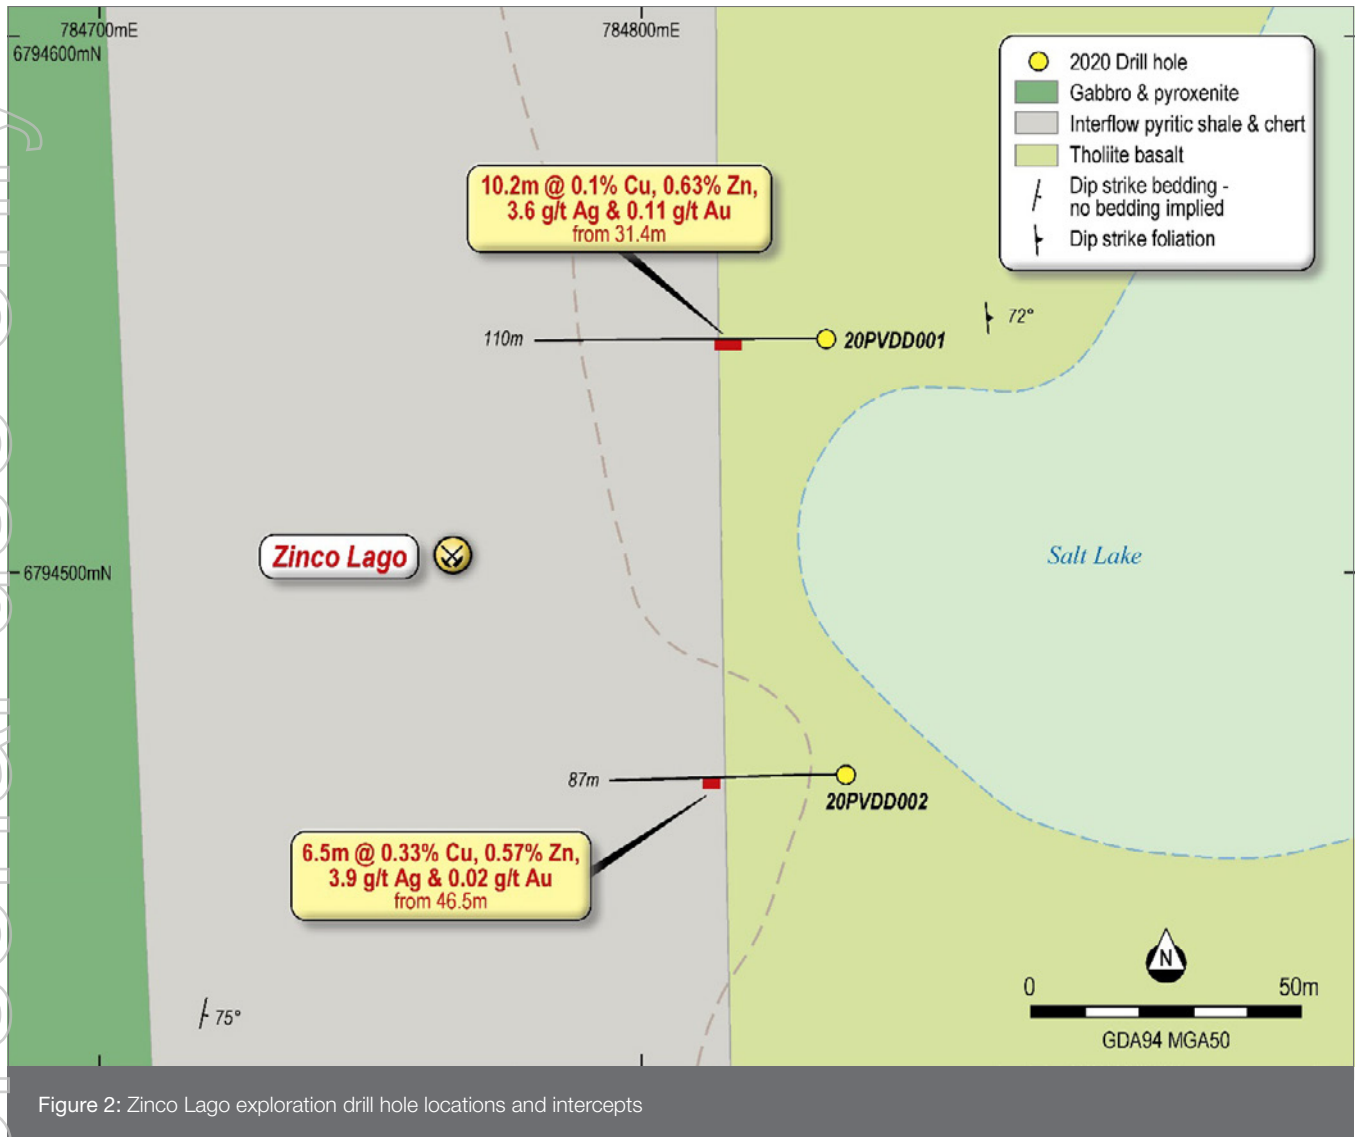 784700mE
784800mE
6794600mN
2020 Drill hole
Gabbro & pyroxenite
Interflow pyritic shale & chert
Tholiite basalt
Dip strike bedding -
no bedding implied
Dip strike foliation
10.2m @ 0.1% Cu, 0.63% Zn,
3.6 g/t Ag & 0.11 g/t Au
from 31.4m
72°
110m
20PVDD001
Zinco Lago
Salt Lake
6794500mN
87m
20PVDD002
6.5m @ 0.33% Cu, 0.57% Zn,
3.9 g/t Ag & 0.02 g/t Au
from 46.5m
N
0
50m
75°
GDA94 MGA50
Figure 2: Zinco Lago exploration drill hole locations and intercepts